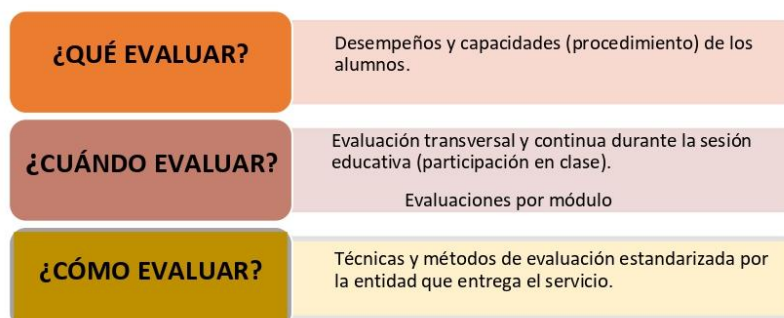 ¿QUÉ EVALUAR?
Desempeños y capacidades (procedimiento) de los
alumnos.
¿CUÁNDO EVALUAR?
Evaluación transversal y continua durante la sesión
educativa (participación en clase).
Evaluaciones por módulo
¿CÓMO EVALUAR?
Técnicas y métodos de evaluación estandarizada por
la entidad que entrega el servicio.